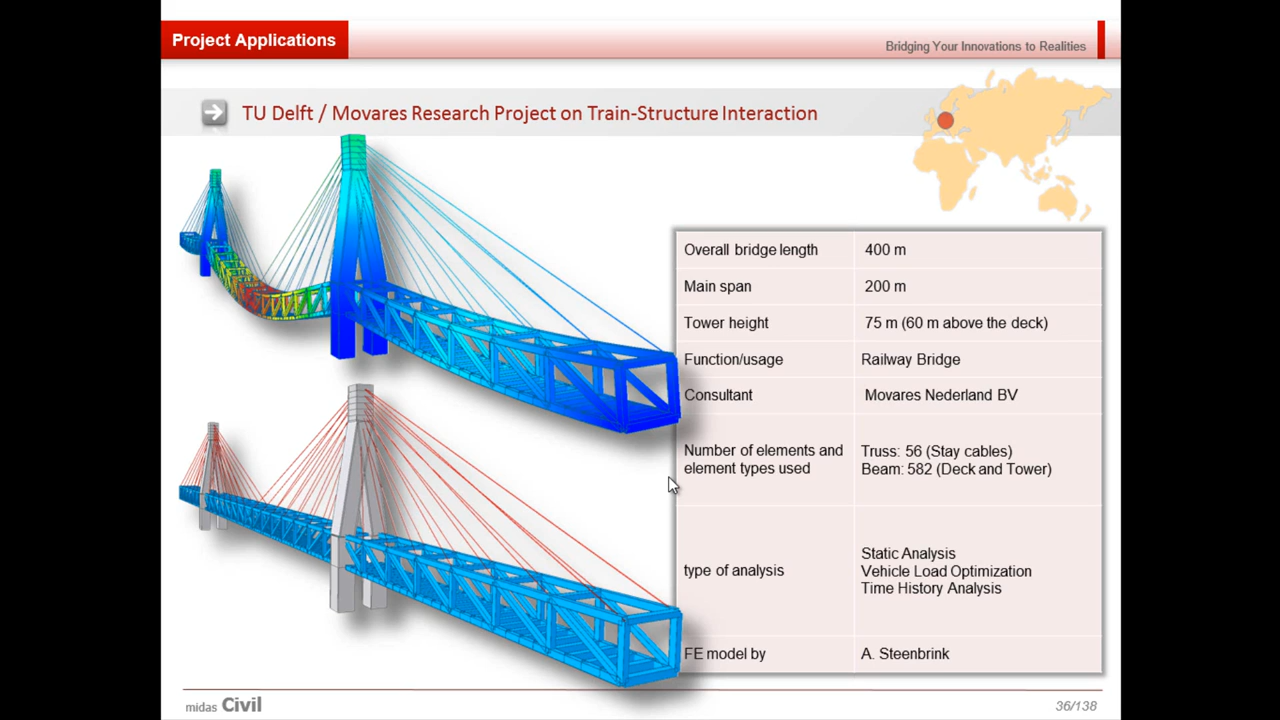 Project Applications
Bridging Your Innovations to Realities
TU Delft / Movares Research Project on Train-Structure Interaction
Overall bridge length 400 m
Main span 200 m
Tower height 75 m (60 m above the deck)
Function/usage Railway Bridge
Consultant Movares Nederland BV
Number of elements and element types used
Truss: 56 (Stay cables)
Beam: 582 (Deck and Tower)
type of analysis
Static Analysis
Vehicle Load Optimization
Time History Analysis
FE model by A. Steenbrink
midas Civil
36/138